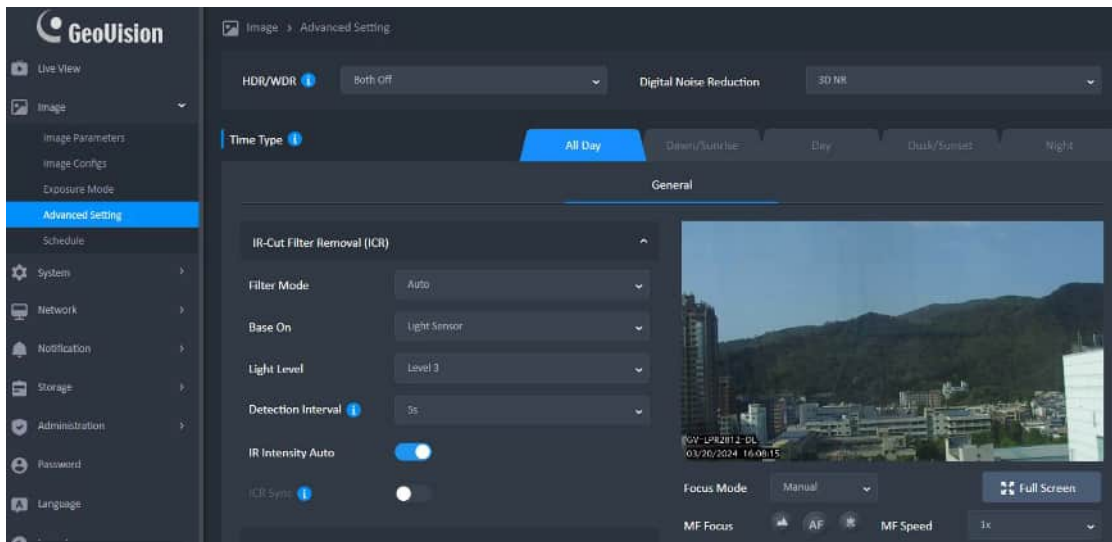 GeoVision
Image > Advanced Setting
Live View
Image
Image Parameters
Image Configs
Exposure Mode
Advanced Setting
Schedule
System
Network
Notification
Storage
Administration
Password
Language
HDR/WDR
Both Off
Digital Noise Reduction
3D NR
Time Type
All Day
Dawn/Sunrise
Day
Dusk/Sunset
Night
General
IR-Cut Filter Removal (ICR)
Filter Mode
Auto
Base On
Light Sensor
Light Level
Level 3
Detection Interval
5s
IR Intensity Auto
ICR Sync
GV-LPR2812-DL
03/20/2024 16:08:15
Focus Mode
Manual
Full Screen
MF Focus
AF
MF Speed
1x